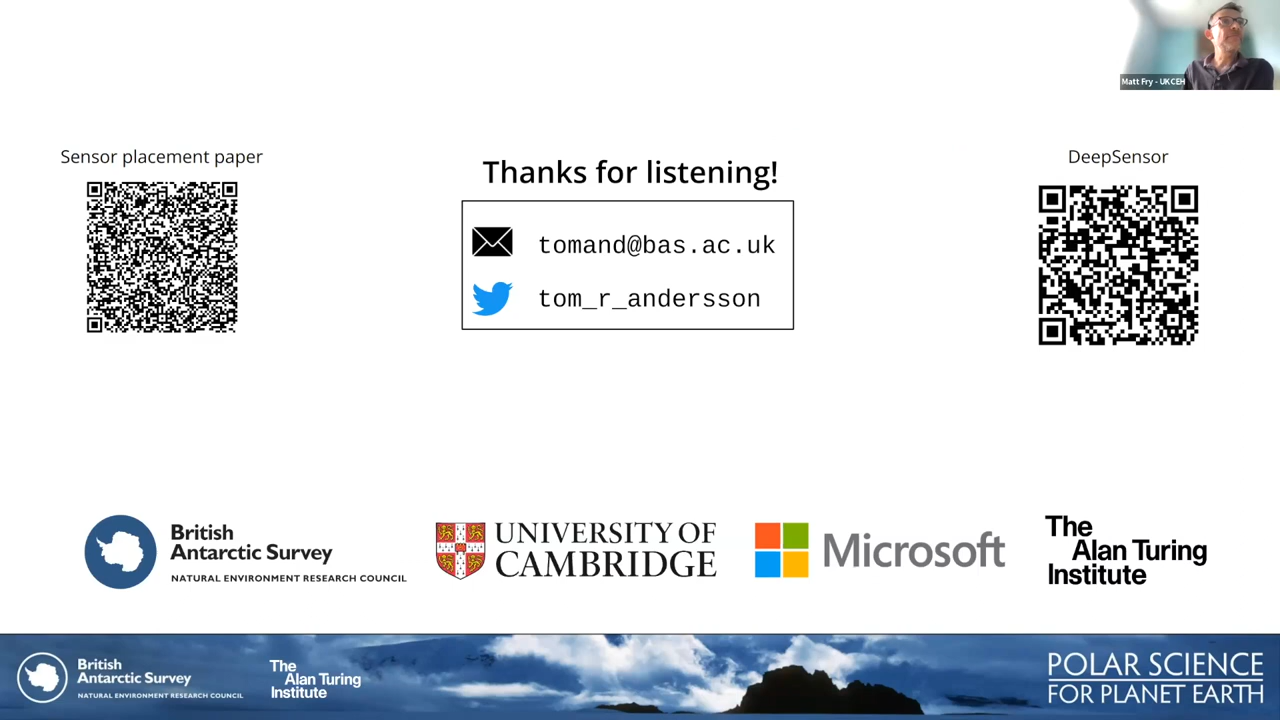 Matt Fry - UKCEH
Sensor placement paper
Thanks for listening!
DeepSensor
tomand@bas.ac.uk
tom_r_andersson
British
Antarctic Survey
NATURAL ENVIRONMENT RESEARCH COUNCIL
UNIVERSITY OF
CAMBRIDGE
Microsoft
The
Alan Turing
Institute
British
Antarctic Survey
NATURAL ENVIRONMENT RESEARCH COUNCIL
The
Alan Turing
Institute
POLAR SCIENCE
FOR PLANET EARTH